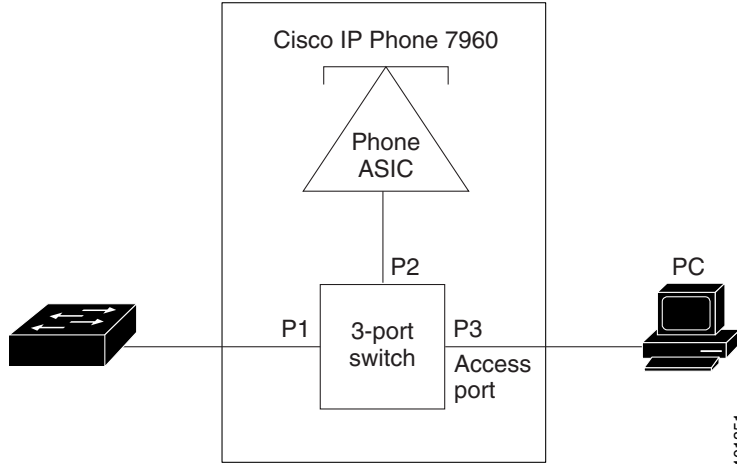 Cisco IP Phone 7960
Phone
ASIC
P2
PC
P1
3-port
switch
P3
Access
port